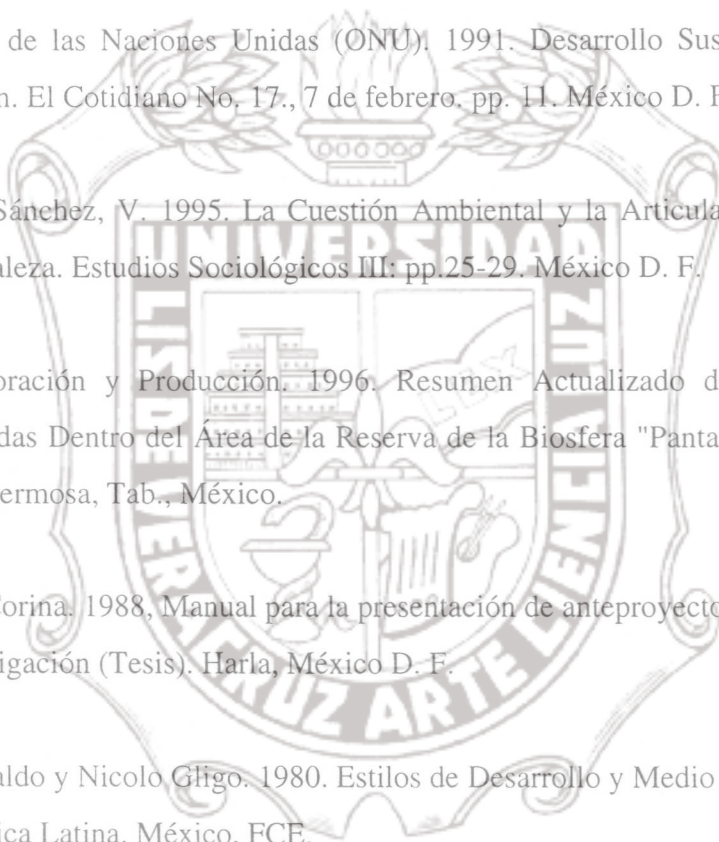 de las Naciones Unidas (ONU). 1991. Desarrollo Sus
n. El Cotidiano No. 17., 7 de febrero. pp. 11. México D. F
Sánchez, V. 1995. La Cuestión Ambiental y la Articula
aleza. Estudios Sociológicos III: pp.25-29. México D. F.
oración y Producción. 1996. Resumen Actualizado d
das Dentro del Área de la Reserva de la Biosfera "Panta
ermosa, Tab., México.
Corina. 1988, Manual para la presentación de anteproyecto
igación (Tesis). Harla, México D. F.
aldo y Nicolo Gligo. 1980. Estilos de Desarrollo y Medio
ica Latina. México. FCE.
UNIVERSIDAD
LIS DE VERACRUZ ARTE CIENCIA LUZ
LEX